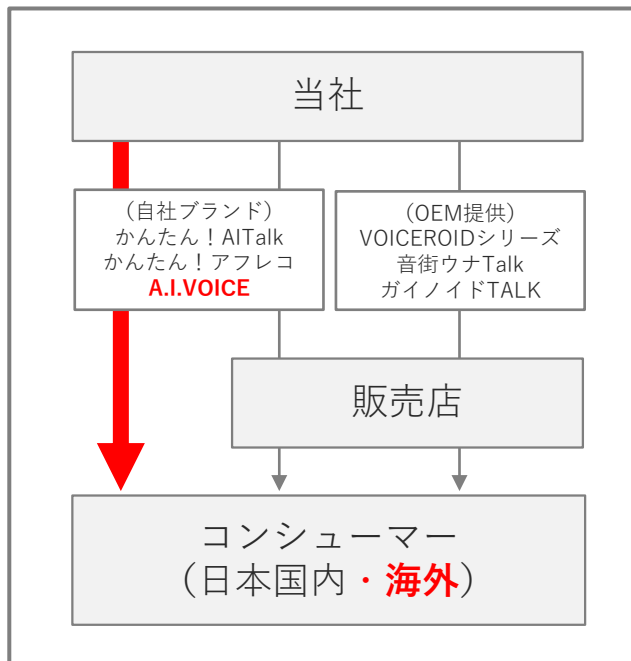 当社
(自社ブランド)
かんたん！AITalk
かんたん！アフレコ
A.I.VOICE
(OEM提供)
VOICEROIDシリーズ
音街ウナTalk
ガイノイドTALK
販売店
コンシューマー
(日本国内・海外)